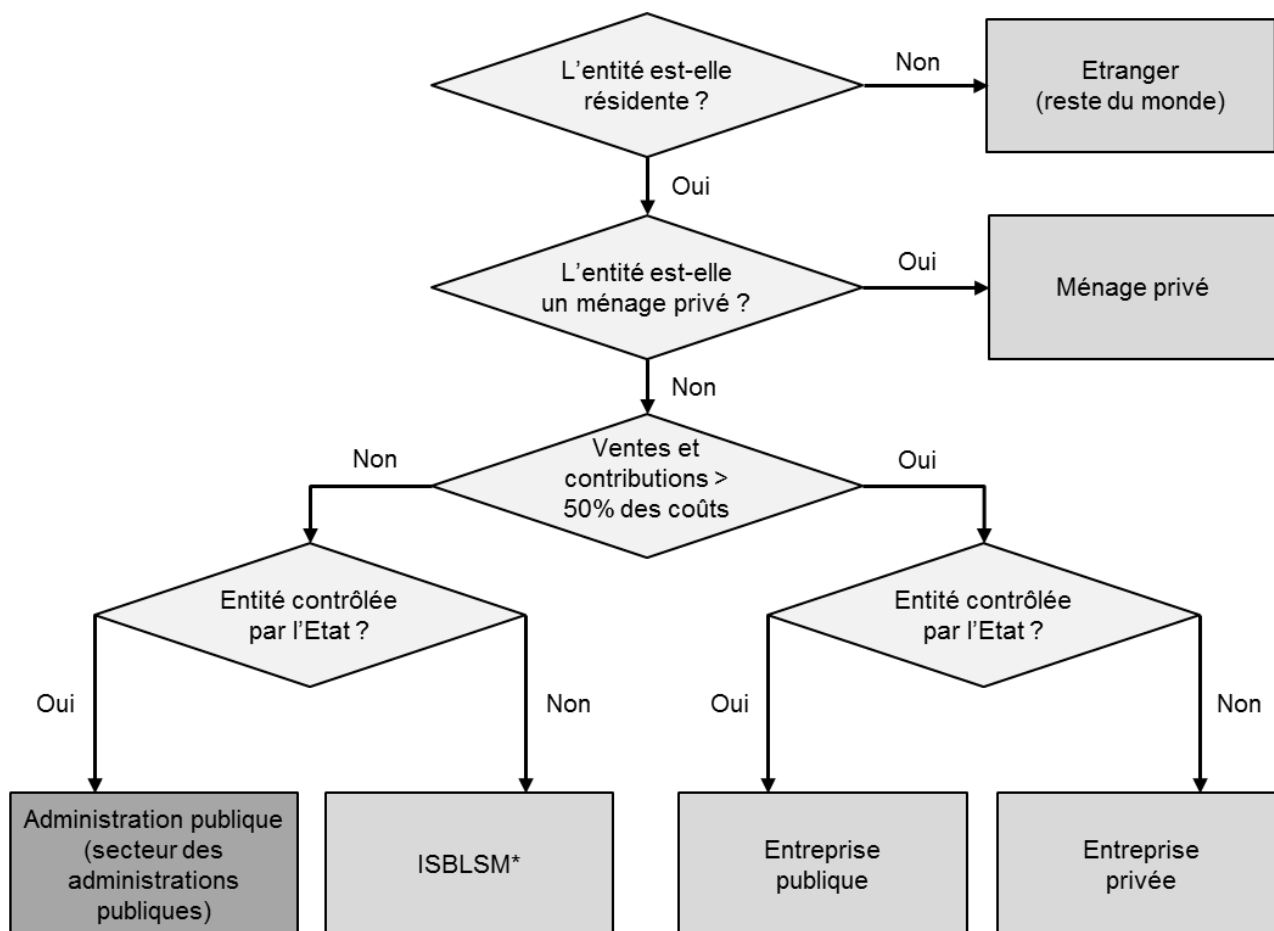 L'entité est-elle
résidente ?
Non
Etranger
(reste du monde)
Oui
L'entité est-elle
un ménage privé ?
Oui
Ménage privé
Non
Non
Ventes et
contributions >
50% des coûts
Oui
Entité contrôlée
par l'Etat ?
Entité contrôlée
par l'Etat ?
Oui
Non
Oui
Non
Administration publique
(secteur des
administrations
publiques)
ISBLSM*
Entreprise
publique
Entreprise
privée